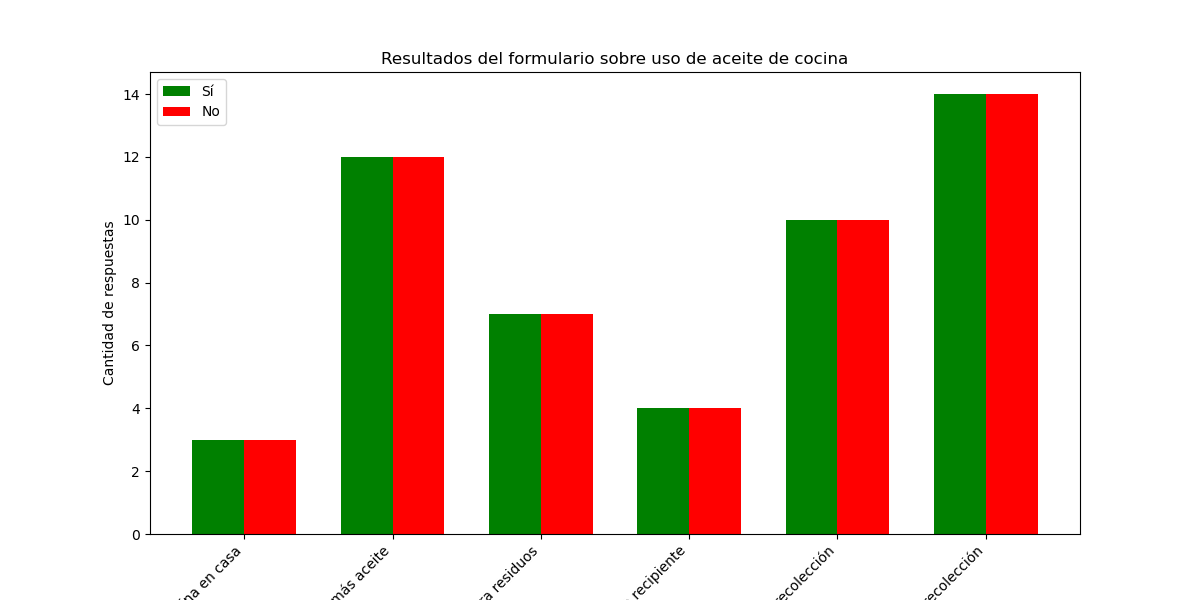 Resultados del formulario sobre uso de aceite de cocina
Sí
No
Cantidad de respuestas
14
12
10
8
6
4
2
0
en casa
más aceite
residuos
recipiente
recolección
recolección